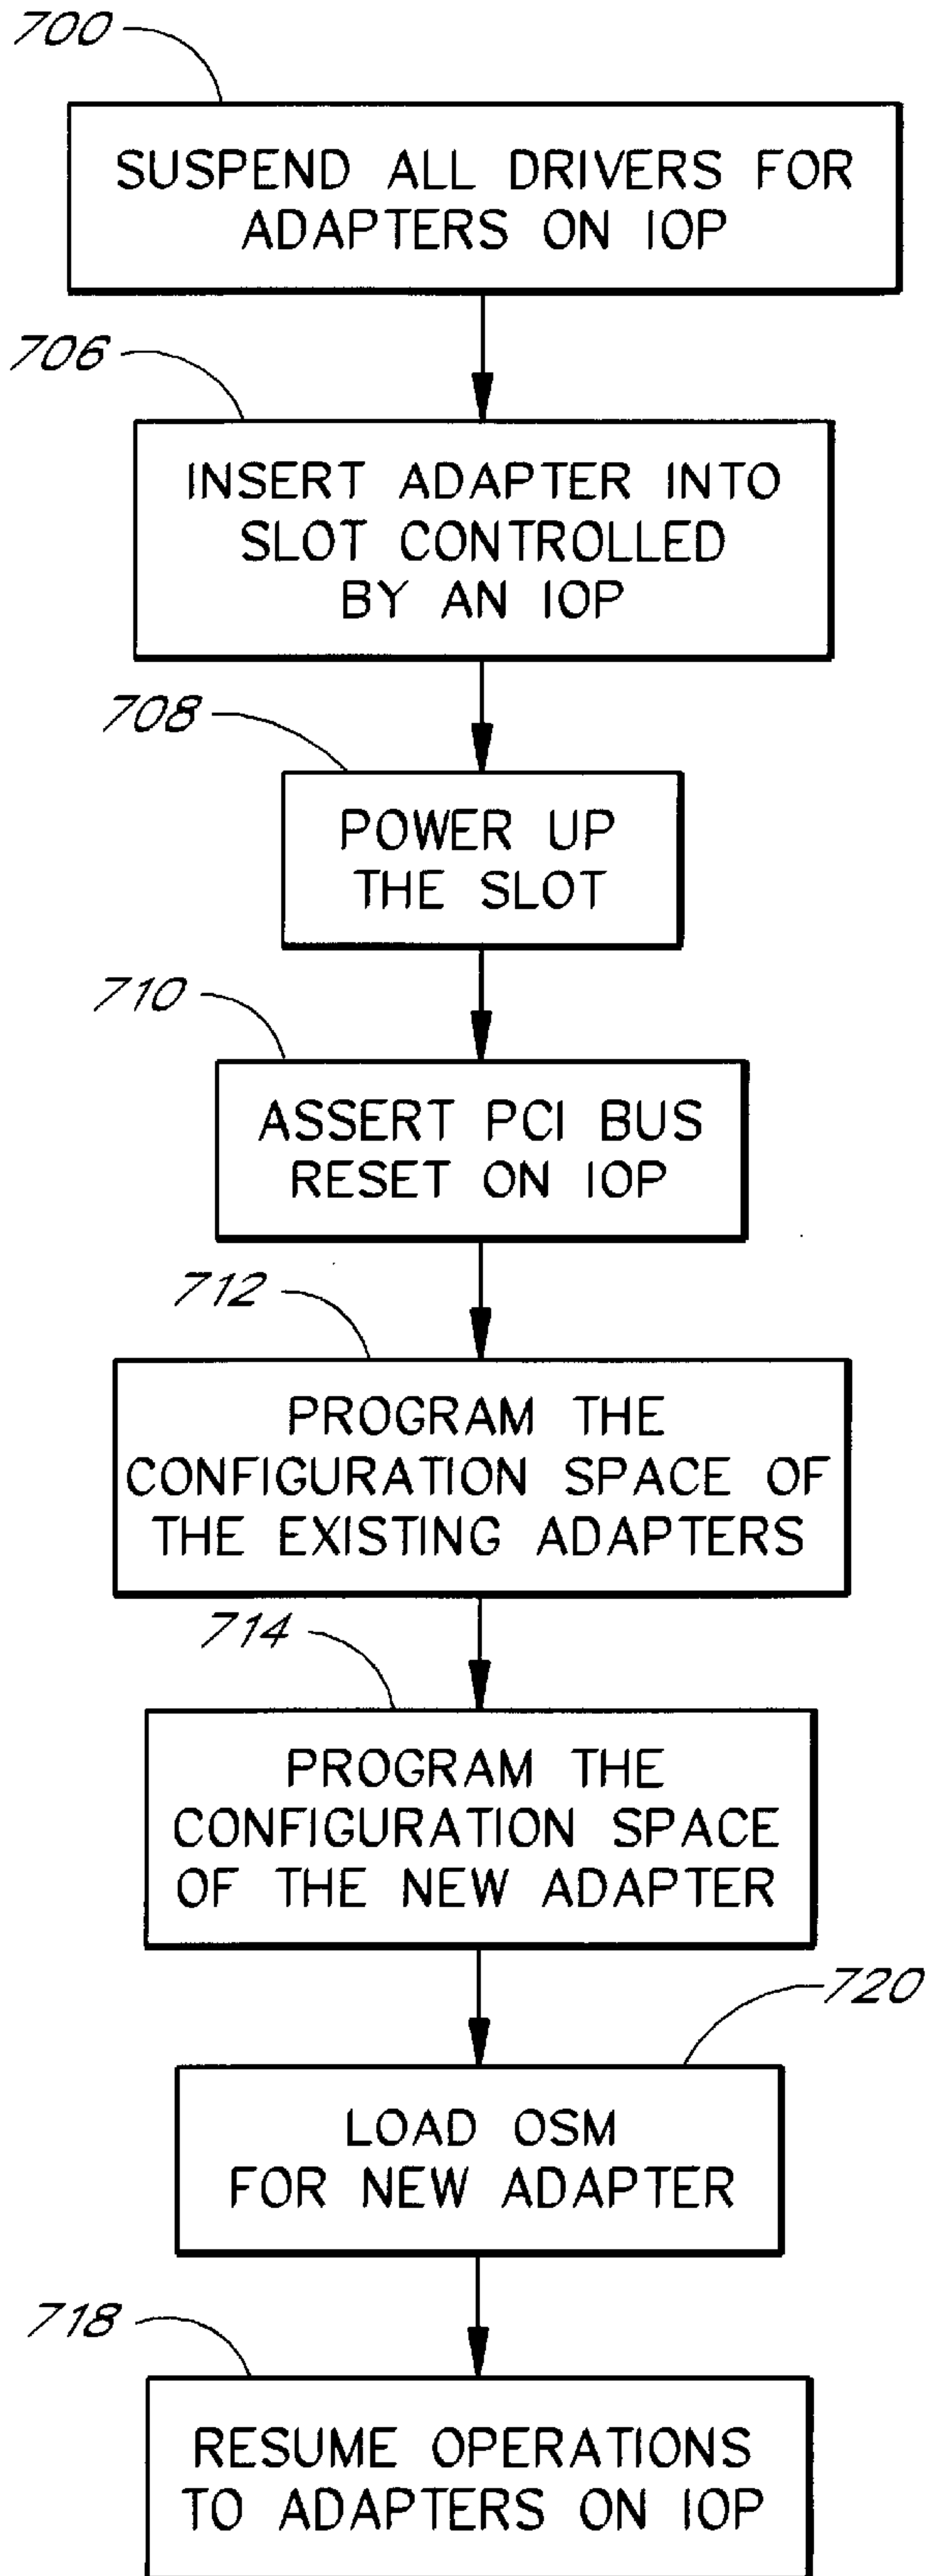 700
SUSPEND ALL DRIVERS FOR
ADAPTERS ON IOP
706
INSERT ADAPTER INTO
SLOT CONTROLLED
BY AN IOP
708
POWER UP
THE SLOT
710
ASSERT PCI BUS
RESET ON IOP
712
PROGRAM THE
CONFIGURATION SPACE OF
THE EXISTING ADAPTERS
714
PROGRAM THE
CONFIGURATION SPACE
OF THE NEW ADAPTER
720
LOAD OSM
FOR NEW ADAPTER
718
RESUME OPERATIONS
TO ADAPTERS ON IOP